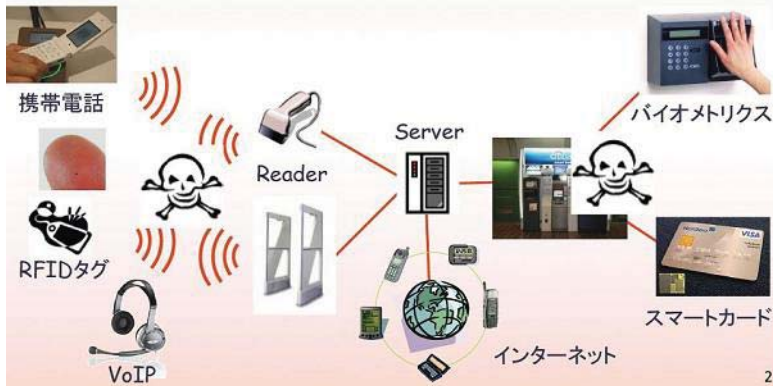 携帯電話
バイオメトリクス
Server
Reader
RFIDタグ
VISA
スマートカード
インターネット
VoIP
2